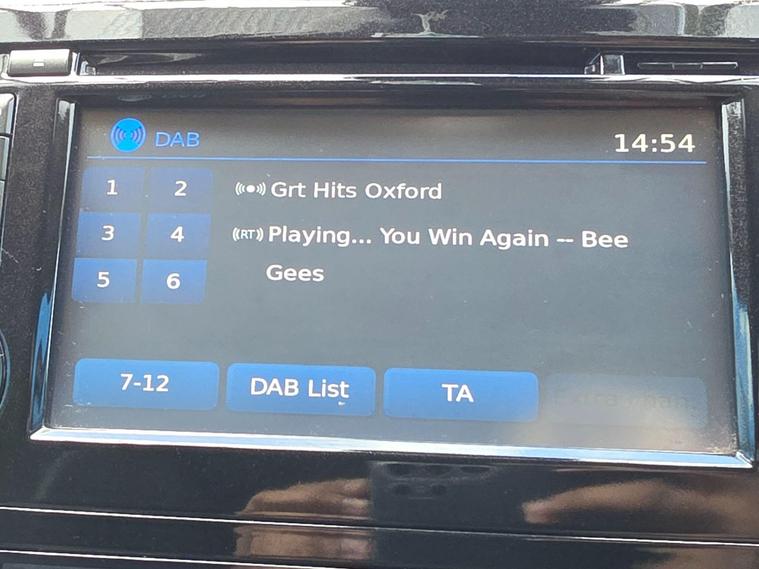 DAB 14:54
1 2 Grt Hits Oxford
3 4 (RT) Playing... You Win Again -- Bee
5 6 Gees
7-12 DAB List TA